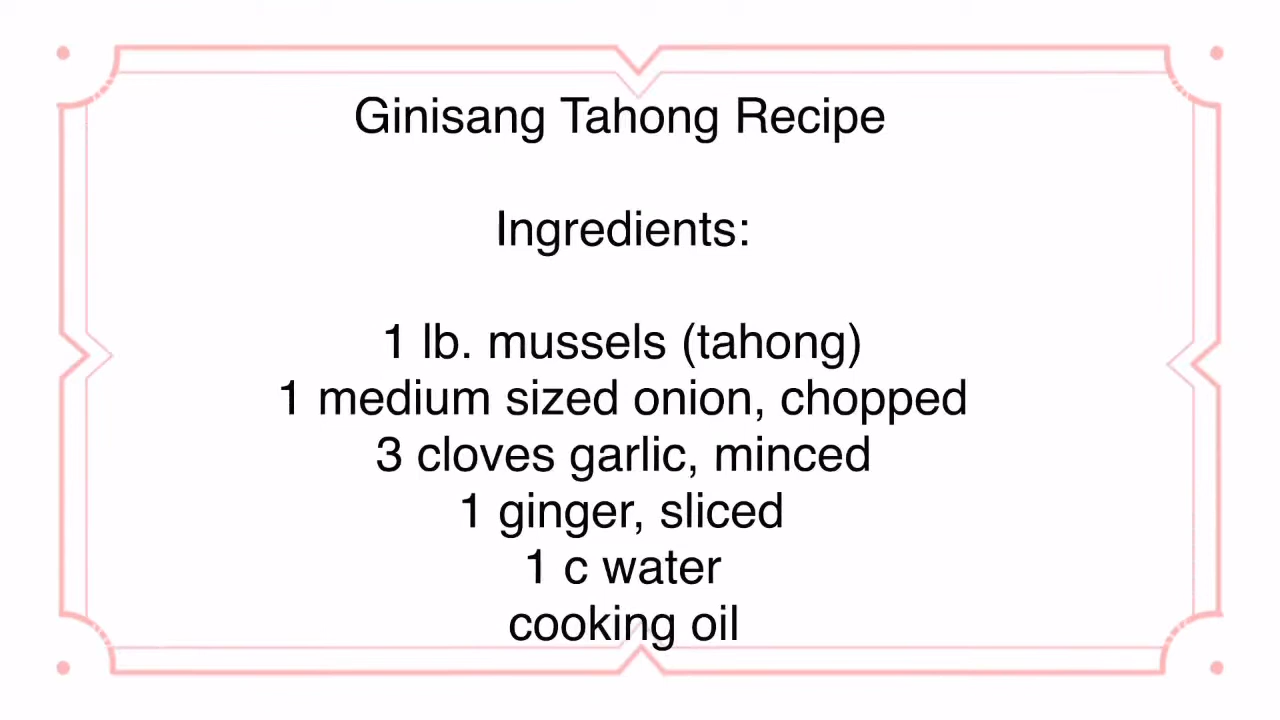 Ginisang Tahong Recipe
Ingredients:
1 lb. mussels (tahong)
1 medium sized onion, chopped
3 cloves garlic, minced
1 ginger, sliced
1 c water
cooking oil